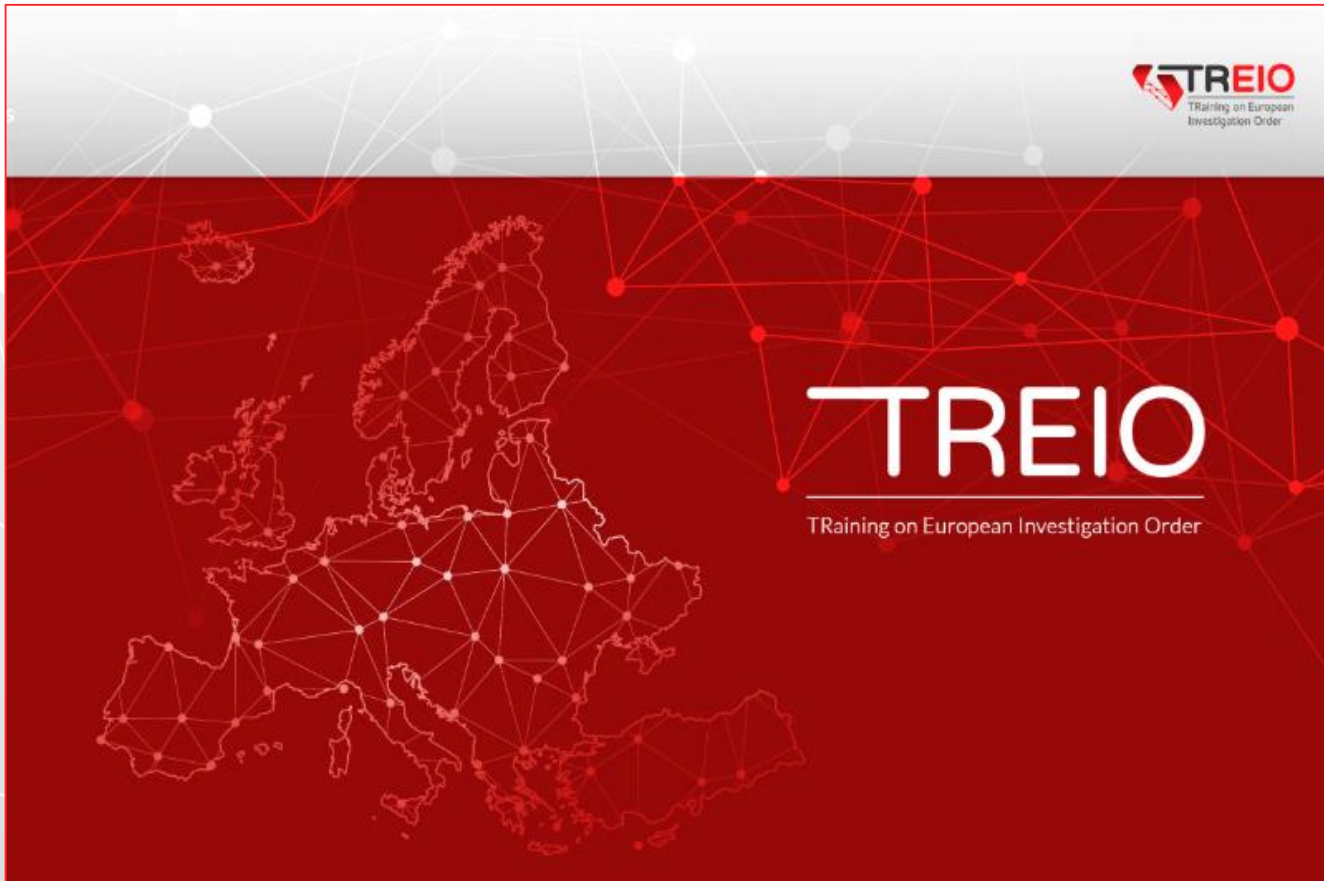 TREIO
TRaining on European
Investigation Order
TREIO
TRaining on European Investigation Order